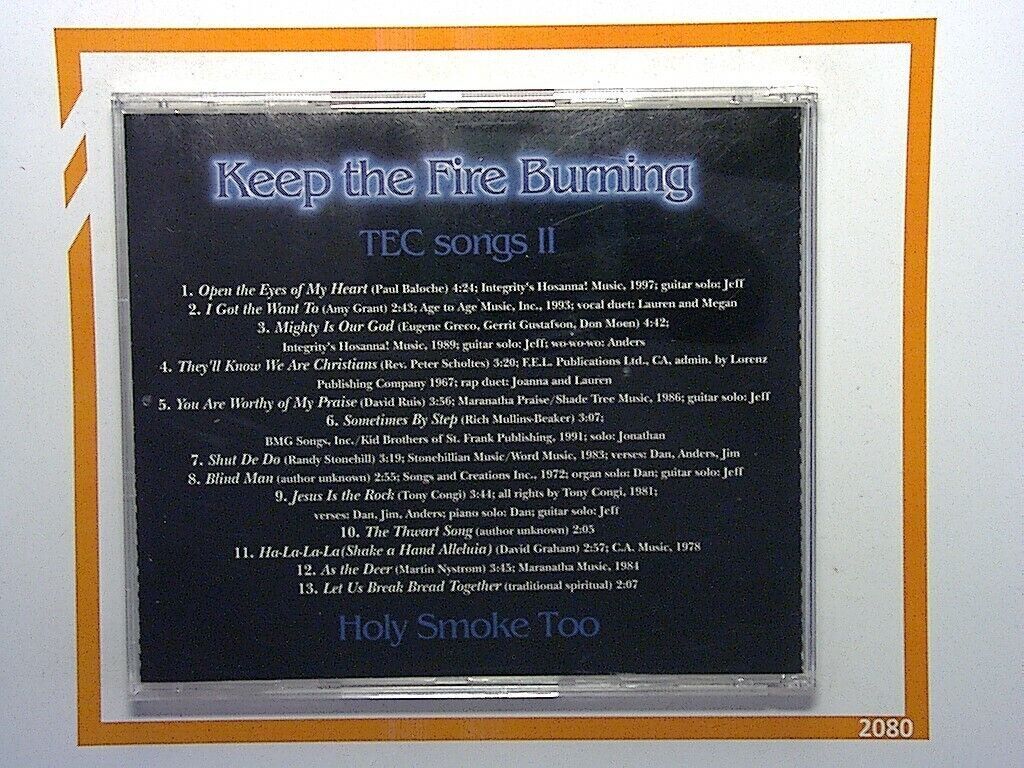 Keep the Fire Burning
TEC songs II
1. Open the Eyes of My Heart (Paul Baloche) 4:24; Integrity's Hosanna! Music, 1997; guitar solo: Jeff
2. I Got the Want To (Amy Grant) 2:43; Age to Age Music, Inc., 1993; vocal duet: Lauren and Megan
3. Mighty Is Our God (Eugene Greco, Gerrit Gustafson, Don Moen) 4:42;
Integrity's Hosanna! Music, 1989; guitar solo: Jeff; wo-wo-wo: Anders
4. They'll Know We Are Christians (Rev. Peter Scholtes) 3:20; F.E.L. Publications Ltd., CA, admin. by Lorenz
Publishing Company 1967; rap duet: Joanna and Lauren
5. You Are Worthy of My Praise (David Ruis) 3:56; Maranatha Praise/Shade Tree Music, 1986; guitar solo: Jeff
6. Sometimes By Step (Rich Mullins-Beaker) 3:07;
BMG Songs, Inc./Kid Brothers of St. Frank Publishing, 1991; solo: Jonathan
7. Shut De Do (Randy Stonehill) 3:19; Stonehillian Music/Word Music, 1983; verses: Dan, Anders, Jim
8. Blind Man (author unknown) 2:55; Songs and Creations Inc., 1972; organ solo: Dan; guitar solo: Jeff
9. Jesus Is the Rock (Tony Congi) 3:44; all rights by Tony Congi, 1981;
verses: Dan, Jim, Anders; piano solo: Dan; guitar solo: Jeff
10. The Thwart Song (author unknown) 2:05
11. Ha-La-La-La(Shake a Hand Alleluia) (David Graham) 2:57; C.A. Music, 1978
12. As the Deer (Martin Nystrom) 3:45; Maranatha Music, 1984
13. Let Us Break Bread Together (traditional spiritual) 2:07
Holy Smoke Too
2080